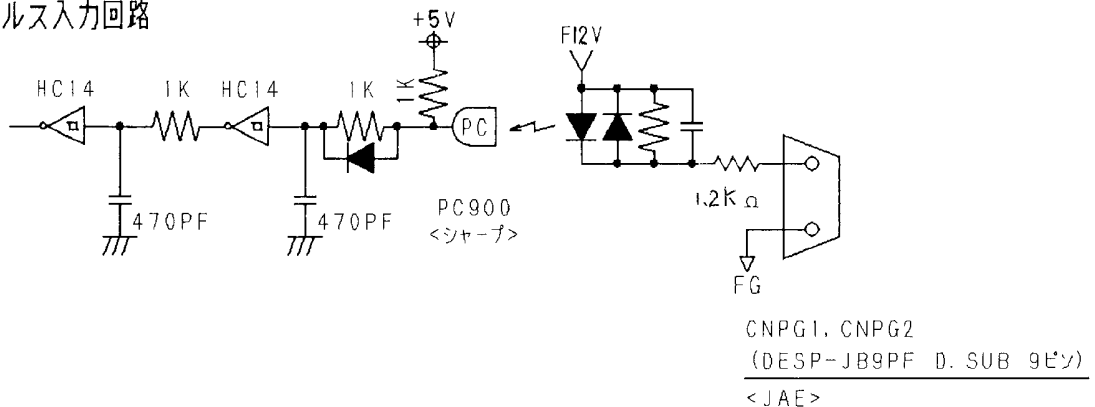 ルス入力回路
+5V
F12V
HC14
1K
HC14
1K
1K
PC
470PF
470PF
PC900
<シャープ>
1.2KΩ
FG
CNPG1, CNPG2
(DESP-JB9PF D. SUB 9ピン)
<JAE>